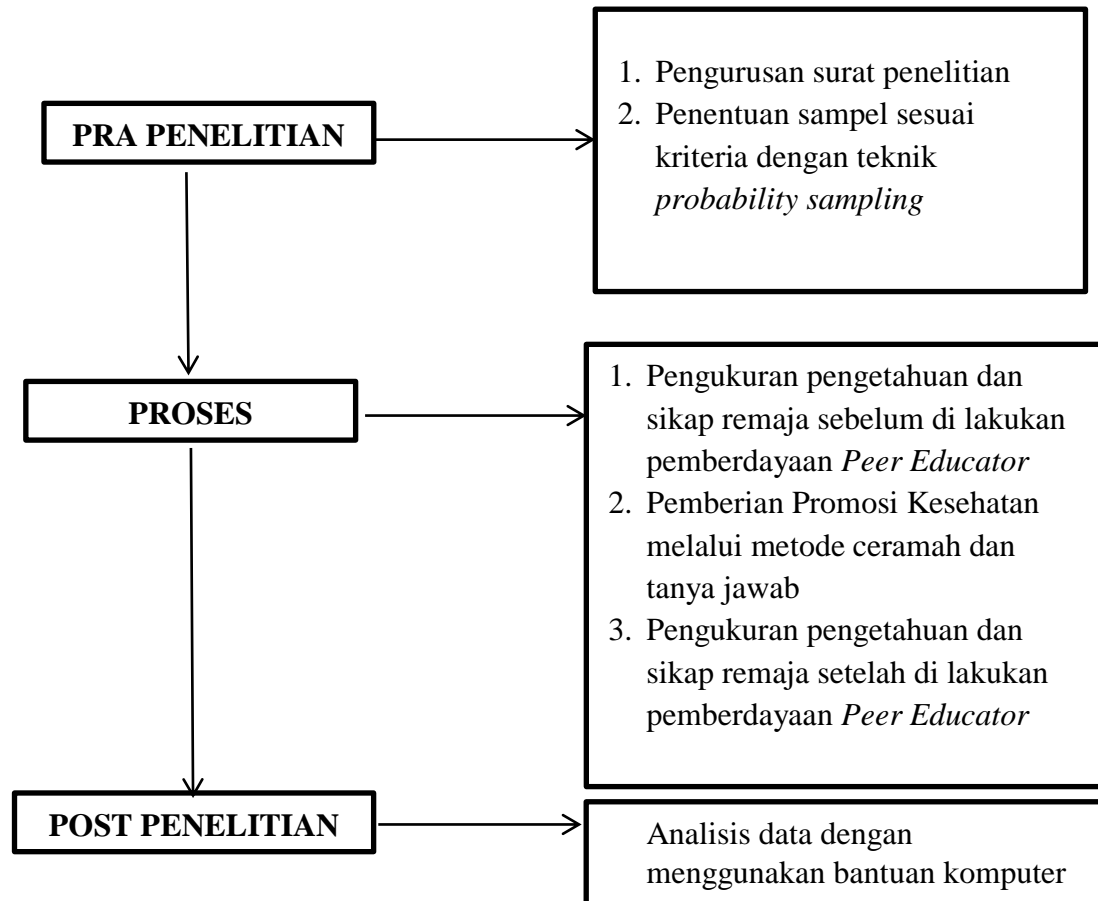 PRA PENELITIAN
1. Pengurusan surat penelitian
2. Penentuan sampel sesuai
kriteria dengan teknik
probability sampling
PROSES
1. Pengukuran pengetahuan dan
sikap remaja sebelum di lakukan
pemberdayaan Peer Educator
2. Pemberian Promosi Kesehatan
melalui metode ceramah dan
tanya jawab
3. Pengukuran pengetahuan dan
sikap remaja setelah di lakukan
pemberdayaan Peer Educator
POST PENELITIAN
Analisis data dengan
menggunakan bantuan komputer